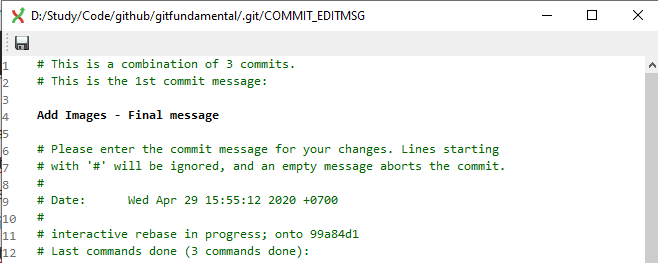 D:/Study/Code/github/gitfundamental/.git/COMMIT_EDITMSG
1 # This is a combination of 3 commits.
2 # This is the 1st commit message:
3
4 Add Images - Final message
5
6 # Please enter the commit message for your changes. Lines starting
7 # with '#' will be ignored, and an empty message aborts the commit.
8 #
9 # Date:      Wed Apr 29 15:55:12 2020 +0700
10 #
11 # interactive rebase in progress; onto 99a84d1
12 # Last commands done (3 commands done):